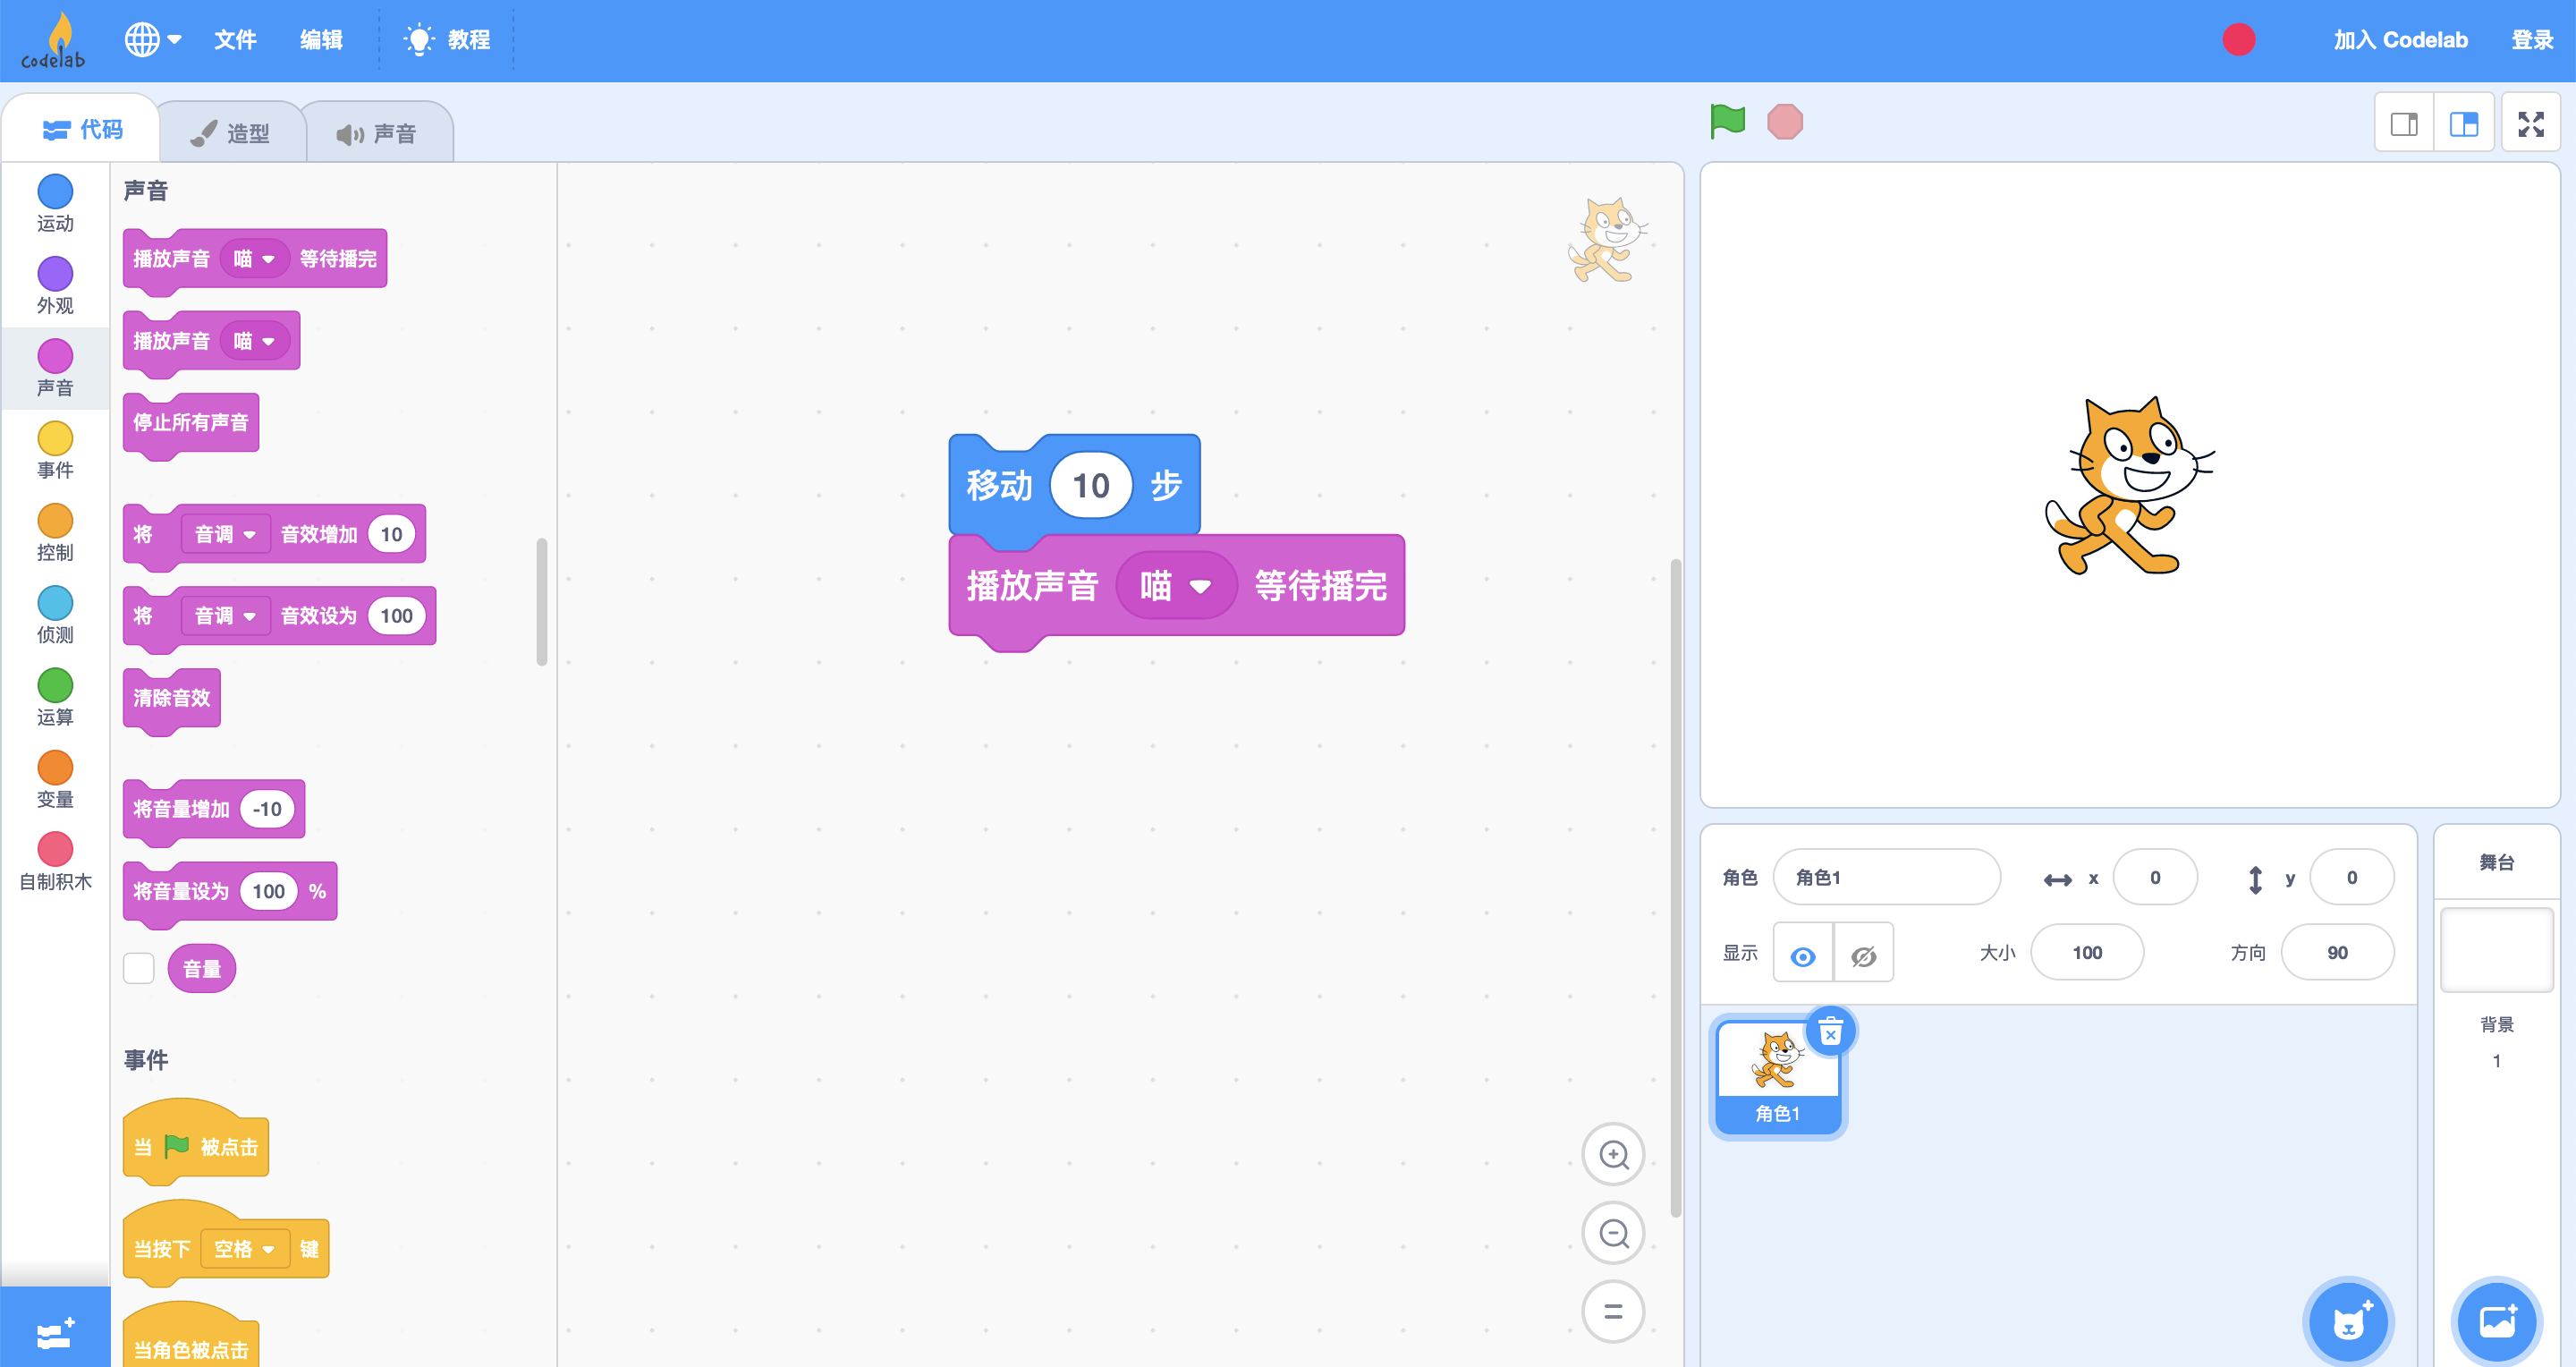 codelab 文件 编辑 教程 加入 Codelab 登录
代码 造型 声音
运动
外观
声音
事件
控制
侦测
运算
变量
自制积木
声音
播放声音 喵 等待播完
播放声音 喵
停止所有声音
将 音调 音效增加 10
将 音调 音效设为 100
清除音效
将音量增加 -10
将音量设为 100 %
音量
事件
当 被点击
当按下 空格 键
当角色被点击
移动 10 步
播放声音 喵 等待播完
角色 角色1 x 0 y 0
显示 大小 100 方向 90
角色1
舞台
背景
1